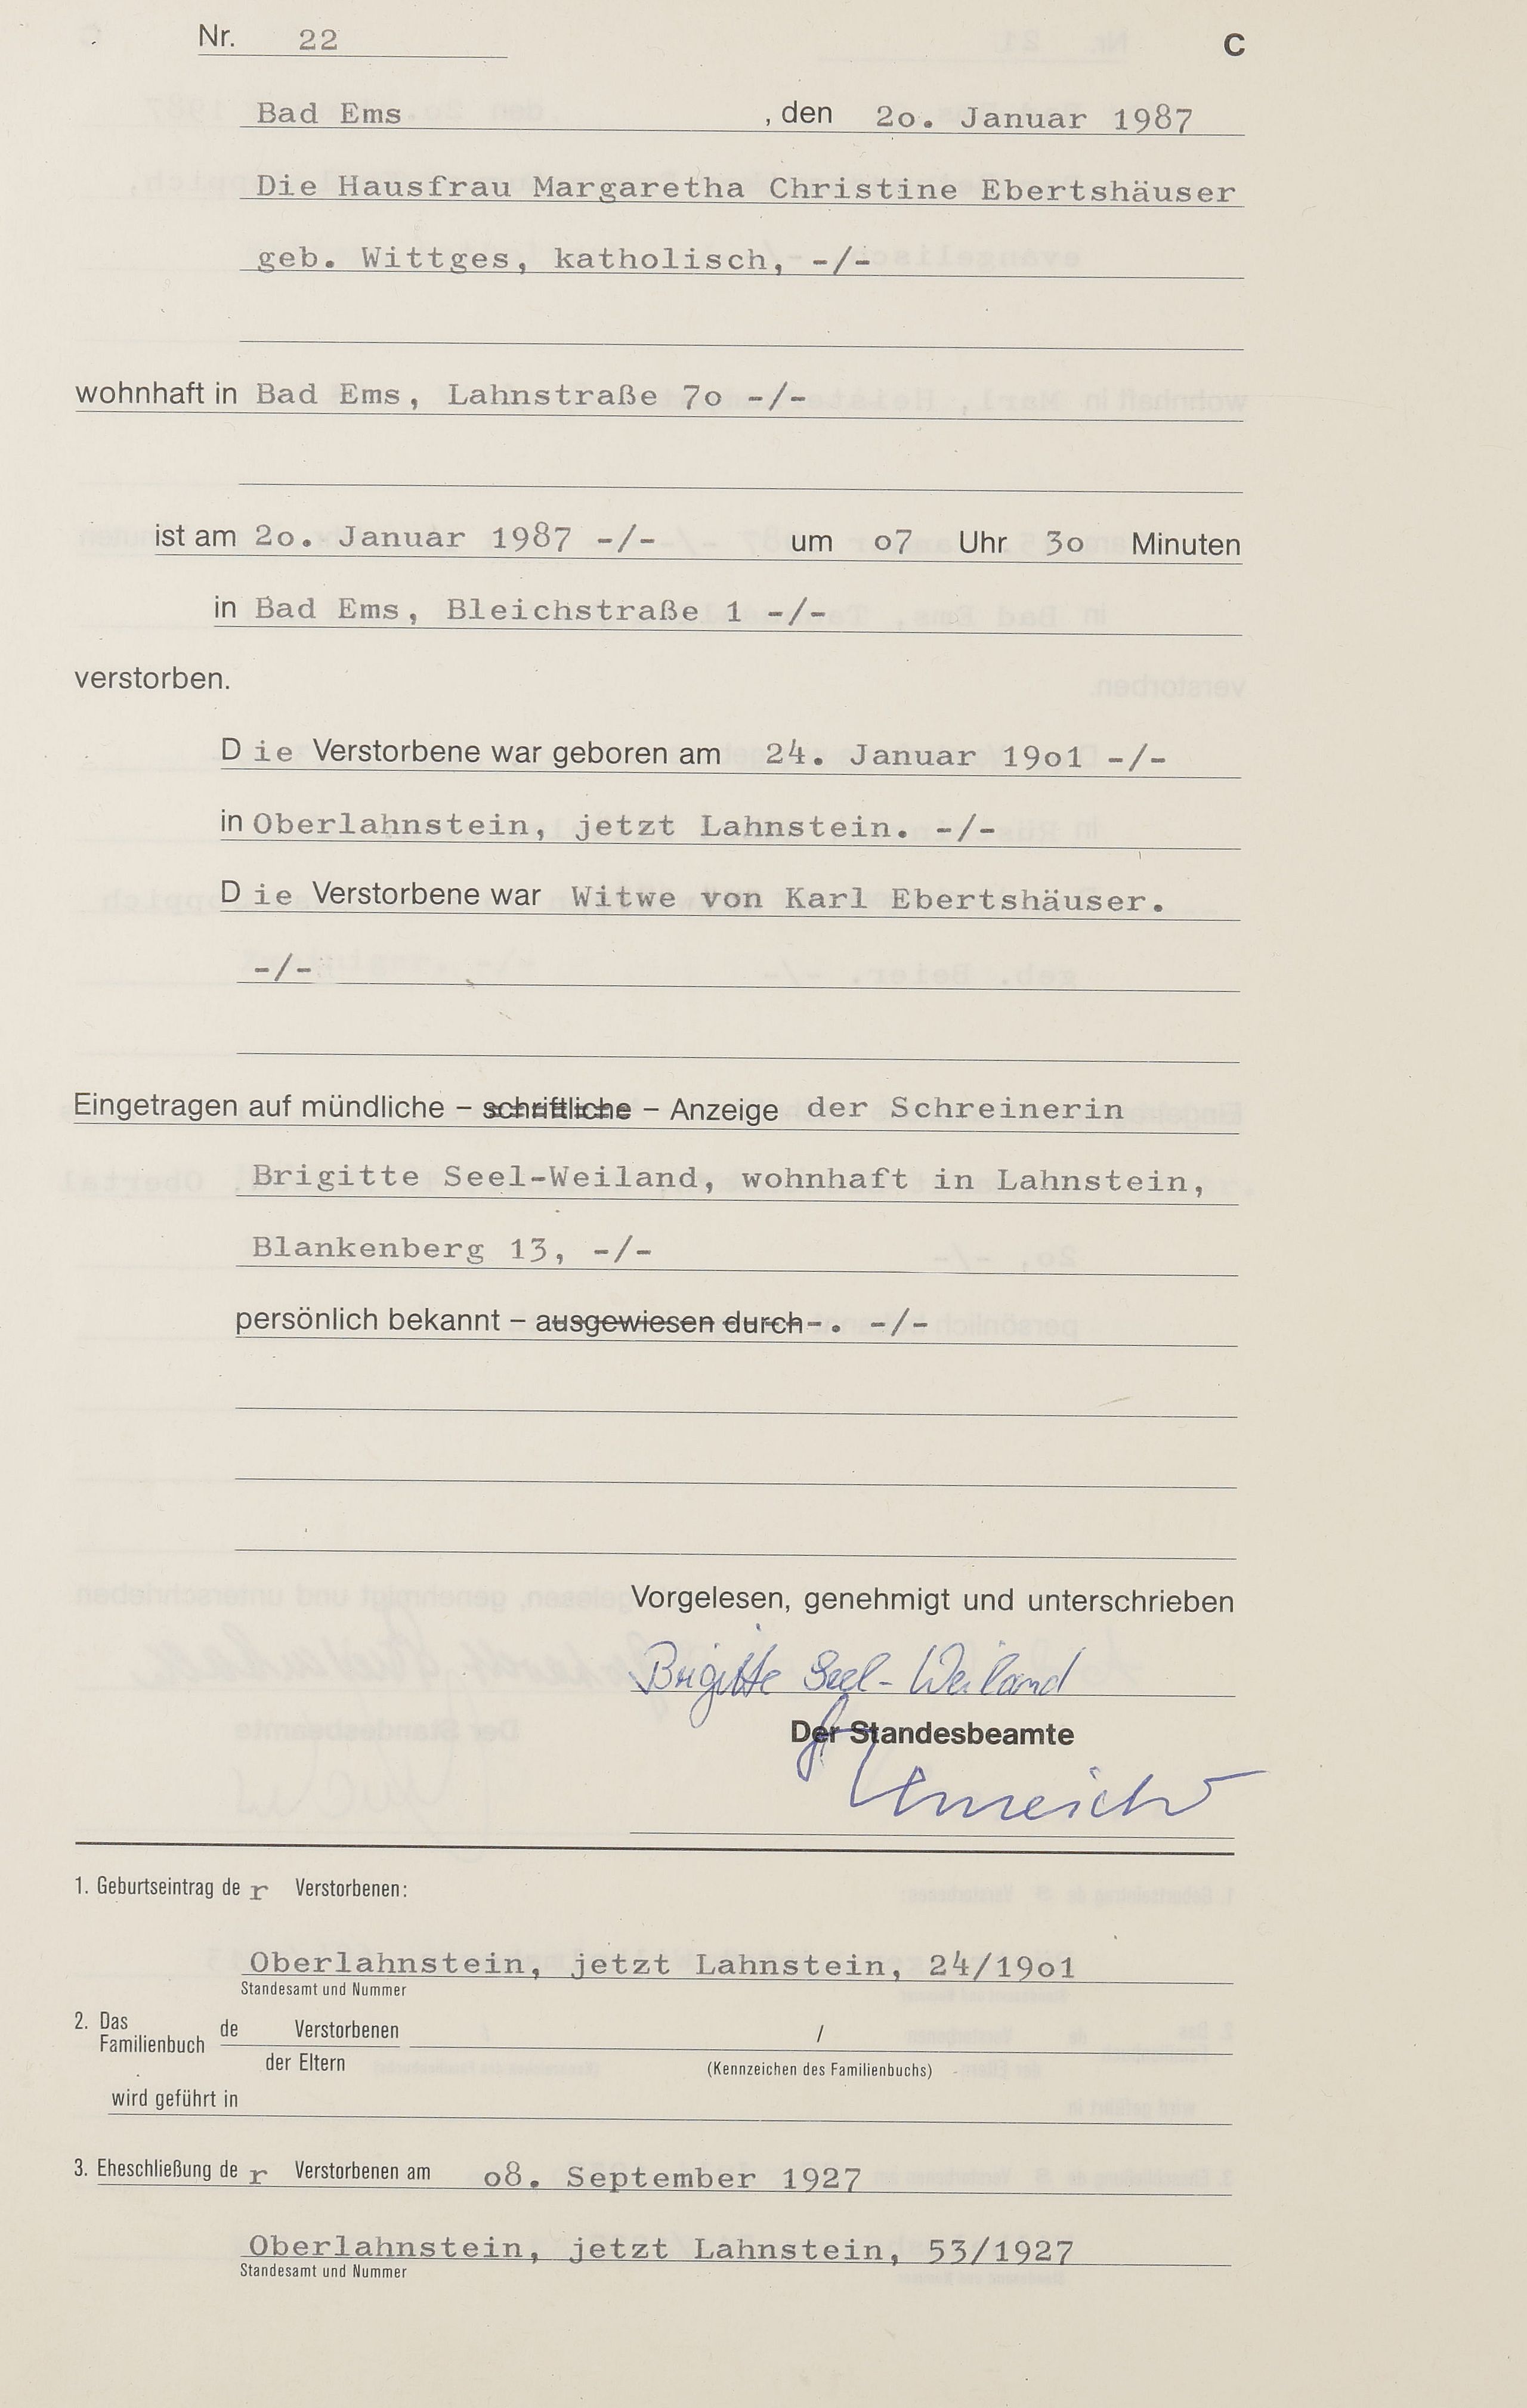 Nr. 22 C
Bad Ems , den 2o. Januar 1987
Die Hausfrau Margaretha Christine Ebertshäuser
geb. Wittges, katholisch, -/-
wohnhaft in Bad Ems, Lahnstraße 7o -/-
ist am 2o. Januar 1987 -/- um o7 Uhr 3o Minuten
in Bad Ems, Bleichstraße 1 -/-
verstorben.
Die Verstorbene war geboren am 24. Januar 19o1 -/-
in Oberlahnstein, jetzt Lahnstein. -/-
Die Verstorbene war Witwe von Karl Ebertshäuser.
-/-
Eingetragen auf mündliche – schriftliche – Anzeige der Schreinerin
Brigitte Seel-Weiland, wohnhaft in Lahnstein,
Blankenberg 13, -/-
persönlich bekannt – ausgewiesen durch -. -/-
Vorgelesen, genehmigt und unterschrieben
Brigitte Seel-Weiland
Der Standesbeamte
1. Geburtseintrag der Verstorbenen:
Oberlahnstein, jetzt Lahnstein, 24/19o1
Standesamt und Nummer
2. Das Familienbuch de Verstorbenen /
der Eltern (Kennzeichen des Familienbuchs)
wird geführt in
3. Eheschließung der Verstorbenen am o8. September 1927
Oberlahnstein, jetzt Lahnstein, 53/1927
Standesamt und Nummer